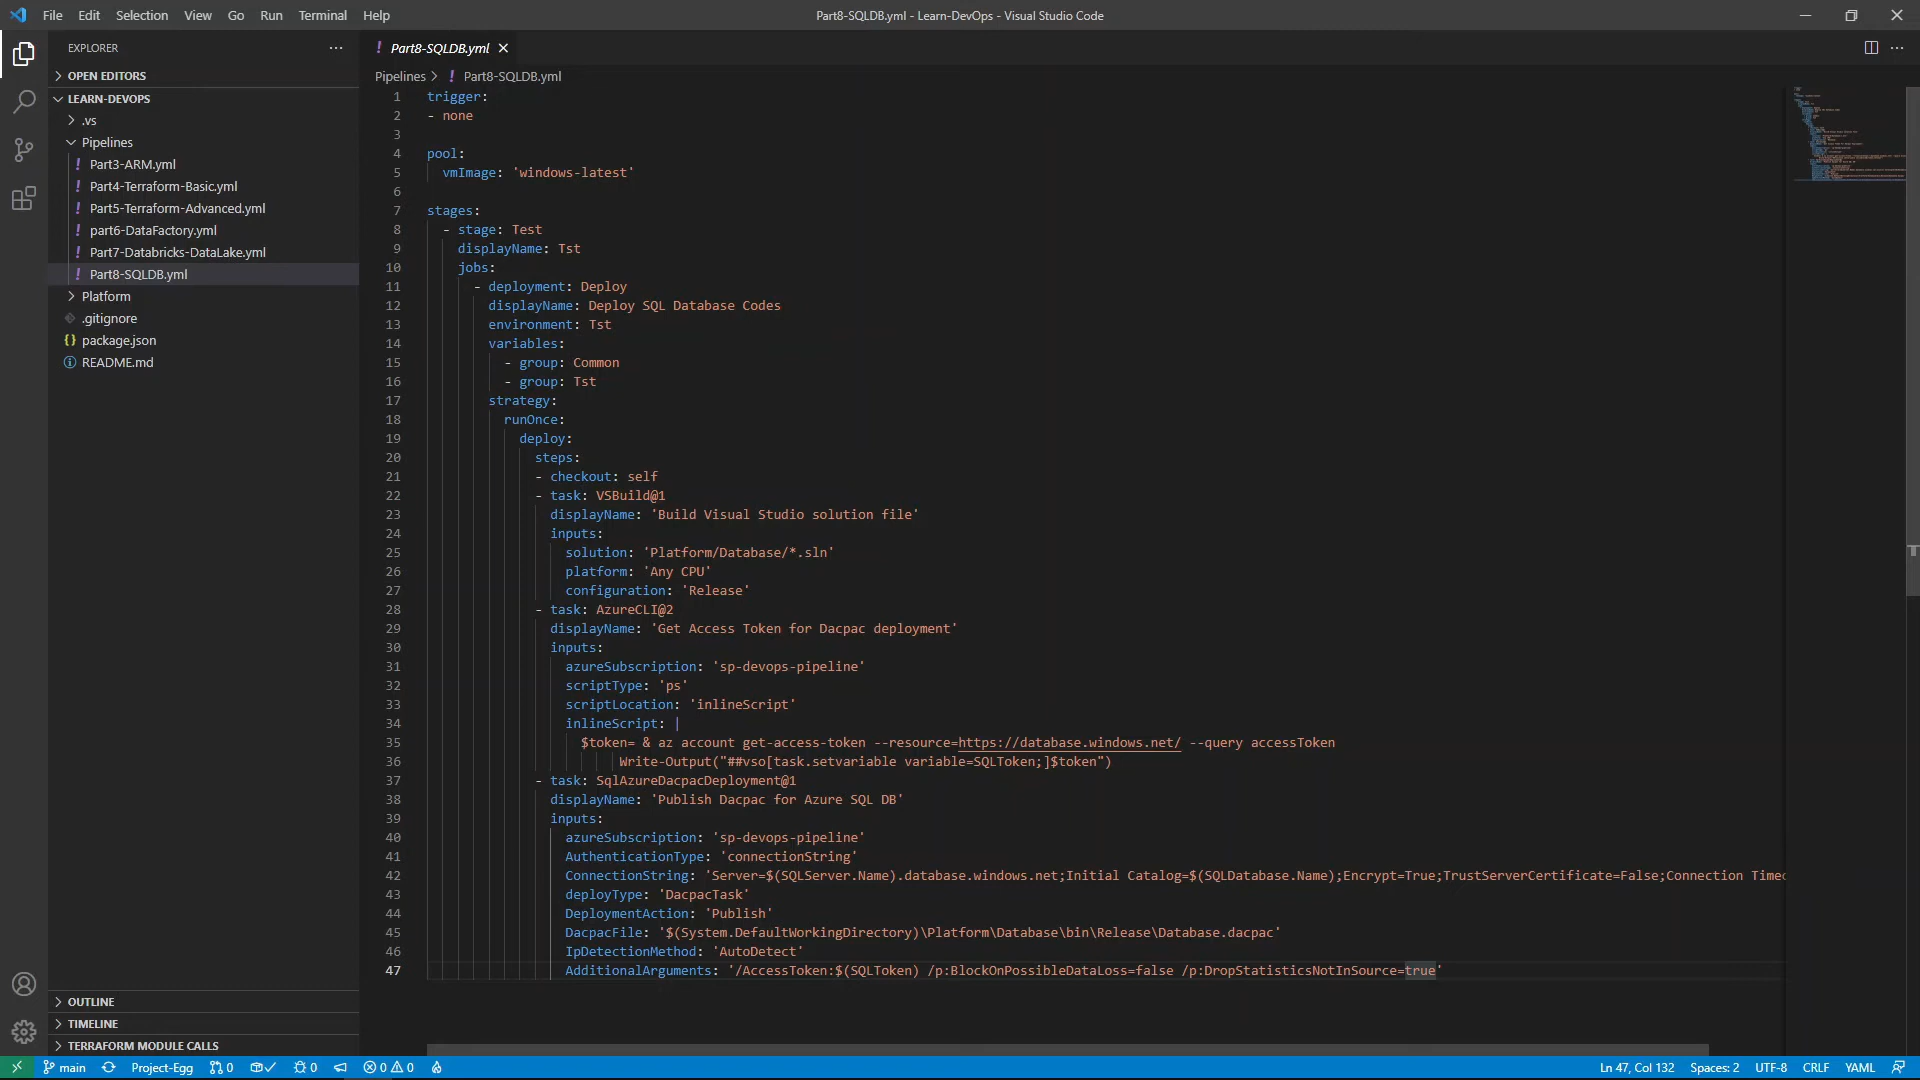 File Edit Selection View Go Run Terminal Help
Part8-SQLDB.yml - Learn-DevOps - Visual Studio Code
EXPLORER
OPEN EDITORS
LEARN-DEVOPS
.vs
Pipelines
Part3-ARM.yml
Part4-Terraform-Basic.yml
Part5-Terraform-Advanced.yml
part6-DataFactory.yml
Part7-Databricks-DataLake.yml
Part8-SQLDB.yml
Platform
.gitignore
package.json
README.md
OUTLINE
TIMELINE
TERRAFORM MODULE CALLS
Part8-SQLDB.yml
Pipelines > Part8-SQLDB.yml
1 trigger:
2 - none
3
4 pool:
5 vmImage: 'windows-latest'
6
7 stages:
8 - stage: Test
9 displayName: Tst
10 jobs:
11 - deployment: Deploy
12 displayName: Deploy SQL Database Codes
13 environment: Tst
14 variables:
15 - group: Common
16 - group: Tst
17 strategy:
18 runOnce:
19 deploy:
20 steps:
21 - checkout: self
22 - task: VSBuild@1
23 displayName: 'Build Visual Studio solution file'
24 inputs:
25 solution: 'Platform/Database/*.sln'
26 platform: 'Any CPU'
27 configuration: 'Release'
28 - task: AzureCLI@2
29 displayName: 'Get Access Token for Dacpac deployment'
30 inputs:
31 azureSubscription: 'sp-devops-pipeline'
32 scriptType: 'ps'
33 scriptLocation: 'inlineScript'
34 inlineScript: |
35 $token= & az account get-access-token --resource=https://database.windows.net/ --query accessToken
36 Write-Output("##vso[task.setvariable variable=SQLToken;]$token")
37 - task: SqlAzureDacpacDeployment@1
38 displayName: 'Publish Dacpac for Azure SQL DB'
39 inputs:
40 azureSubscription: 'sp-devops-pipeline'
41 AuthenticationType: 'connectionString'
42 ConnectionString: 'Server=$(SQLServer.Name).database.windows.net;Initial Catalog=$(SQLDatabase.Name);Encrypt=True;TrustServerCertificate=False;Connection Timeo
43 deployType: 'DacpacTask'
44 DeploymentAction: 'Publish'
45 DacpacFile: '$(System.DefaultWorkingDirectory)\Platform\Database\bin\Release\Database.dacpac'
46 IpDetectionMethod: 'AutoDetect'
47 AdditionalArguments: '/AccessToken:$(SQLToken) /p:BlockOnPossibleDataLoss=false /p:DropStatisticsNotInSource=true'
main Project-Egg 0 0 0 0 Ln 47, Col 132 Spaces: 2 UTF-8 CRLF YAML